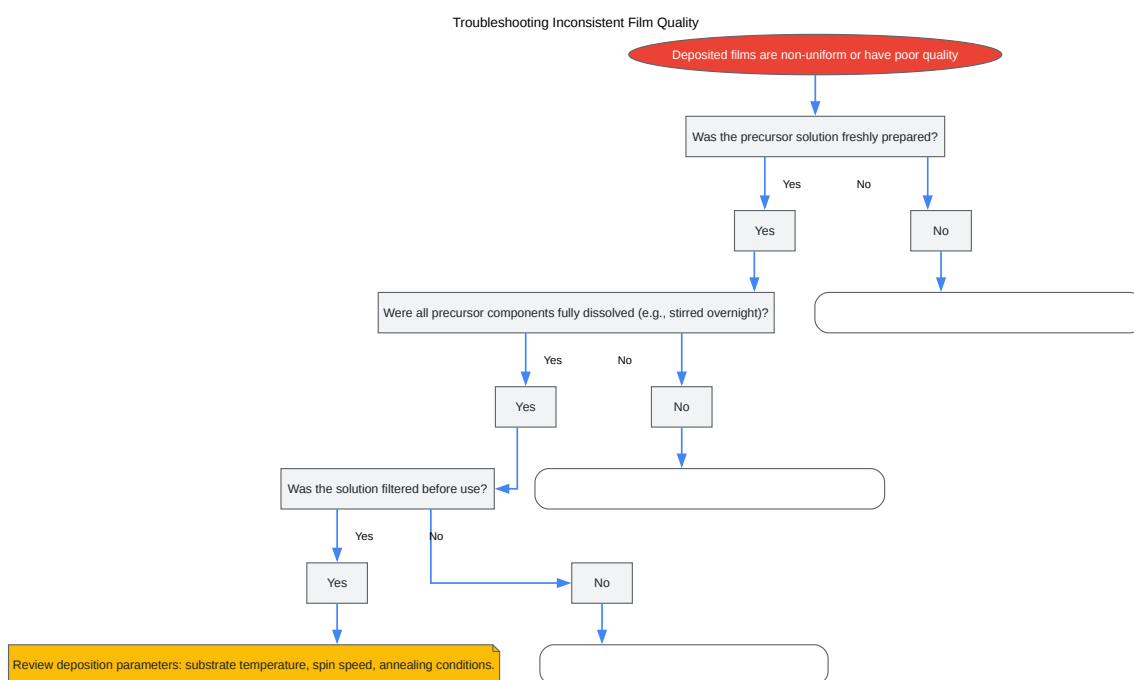 Troubleshooting Inconsistent Film Quality
Deposited films are non-uniform or have poor quality
Was the precursor solution freshly prepared?
Yes
No
Yes
No
Were all precursor components fully dissolved (e.g., stirred overnight)?
Yes
No
Yes
No
Was the solution filtered before use?
Yes
No
Yes
No
Review deposition parameters: substrate temperature, spin speed, annealing conditions.